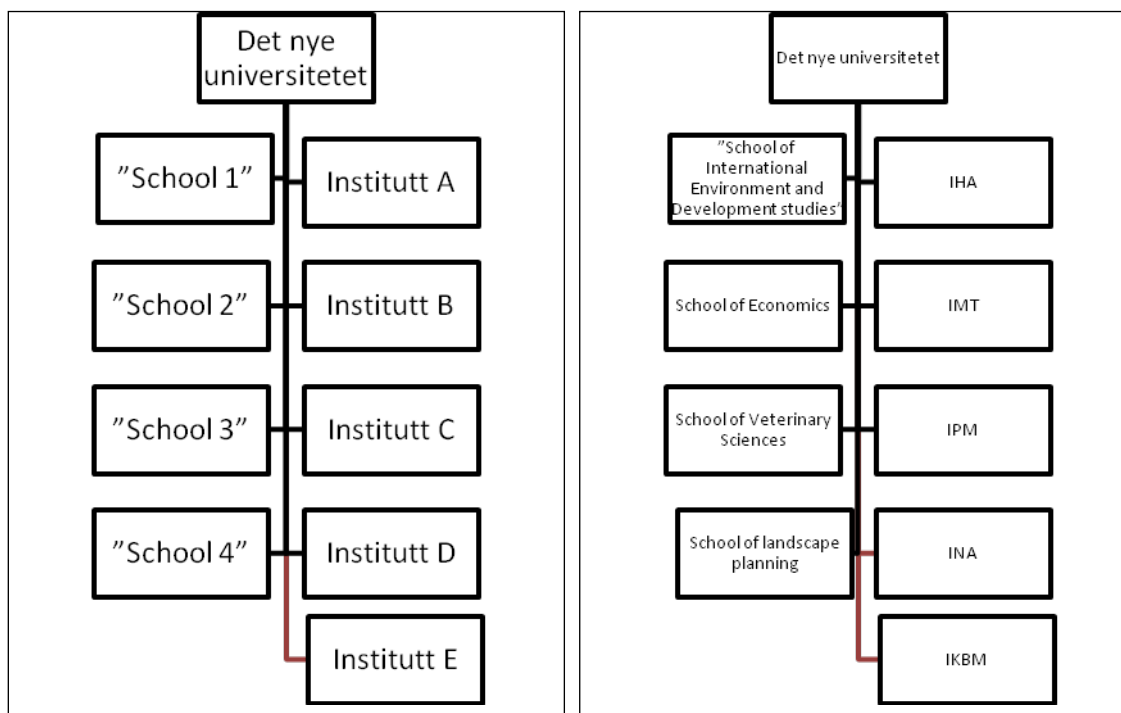 Det nye
universitetet
”School 1”
Institutt A
”School 2”
Institutt B
”School 3”
Institutt C
”School 4”
Institutt D
Institutt E
Det nye universitetet
”School of
International
Environment and
Development studies”
IHA
School of Economics
IMT
School of Veterinary
Sciences
IPM
School of landscape
planning
INA
IKBM